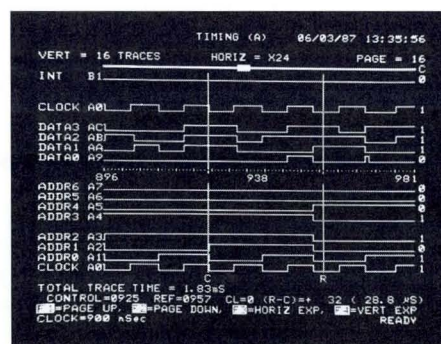 TIMING (A) 06/03/87 13:35:56
VERT = 16 TRACES HORIZ = X24 PAGE = 16
C
INT B1 0
CLOCK A0 1
DATA3 AC 1
DATA2 AB
DATA1 AA 1
DATA0 A9 0
896 938 981
ADDR6 A7 0
ADDR5 A6 0
ADDR4 A5 0
ADDR3 A4 1
ADDR2 A3 1
ADDR1 A2 0
ADDR0 A1 0
CLOCK A0 1
C R
TOTAL TRACE TIME = 1.83mS
CONTROL=0925 REF=0957 CL=0 (R-C)=+ 32 ( 28.8 µS)
=PAGE UP, =PAGE DOWN, =HORIZ EXP, =VERT EXP
CLOCK=900 nSec READY